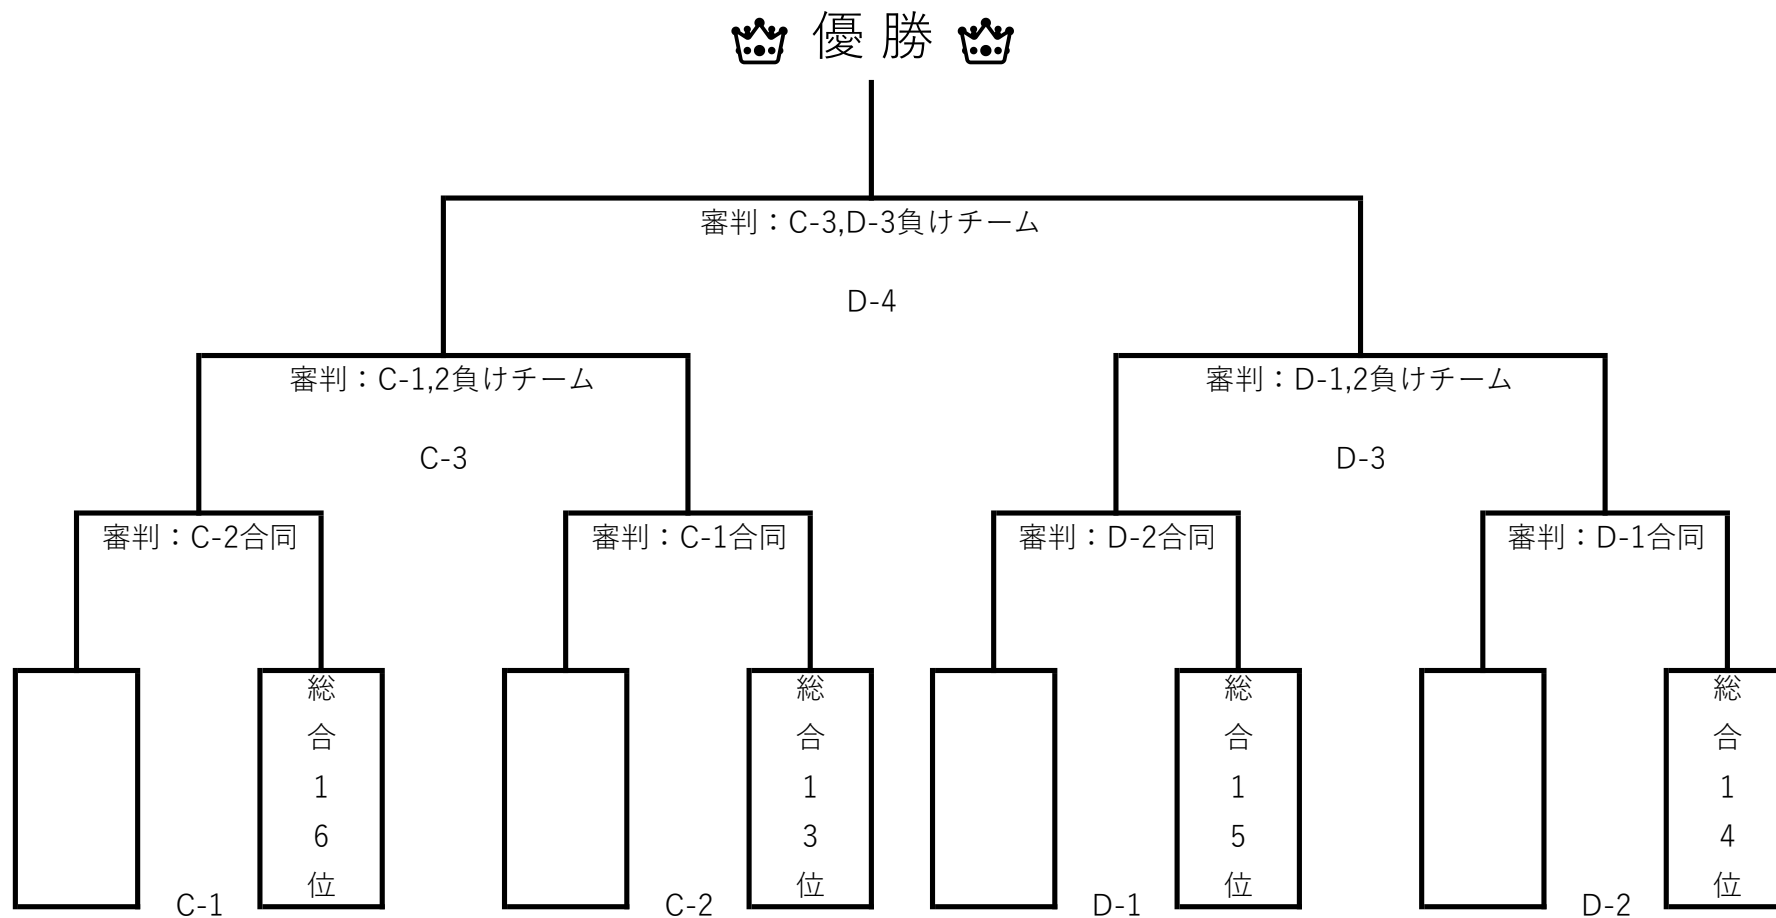 優 勝
審判：C-3,D-3負けチーム
D-4
審判：C-1,2負けチーム
審判：D-1,2負けチーム
C-3
D-3
審判：C-2合同
審判：C-1合同
審判：D-2合同
審判：D-1合同
総合16位
総合13位
総合15位
総合14位
C-1
C-2
D-1
D-2